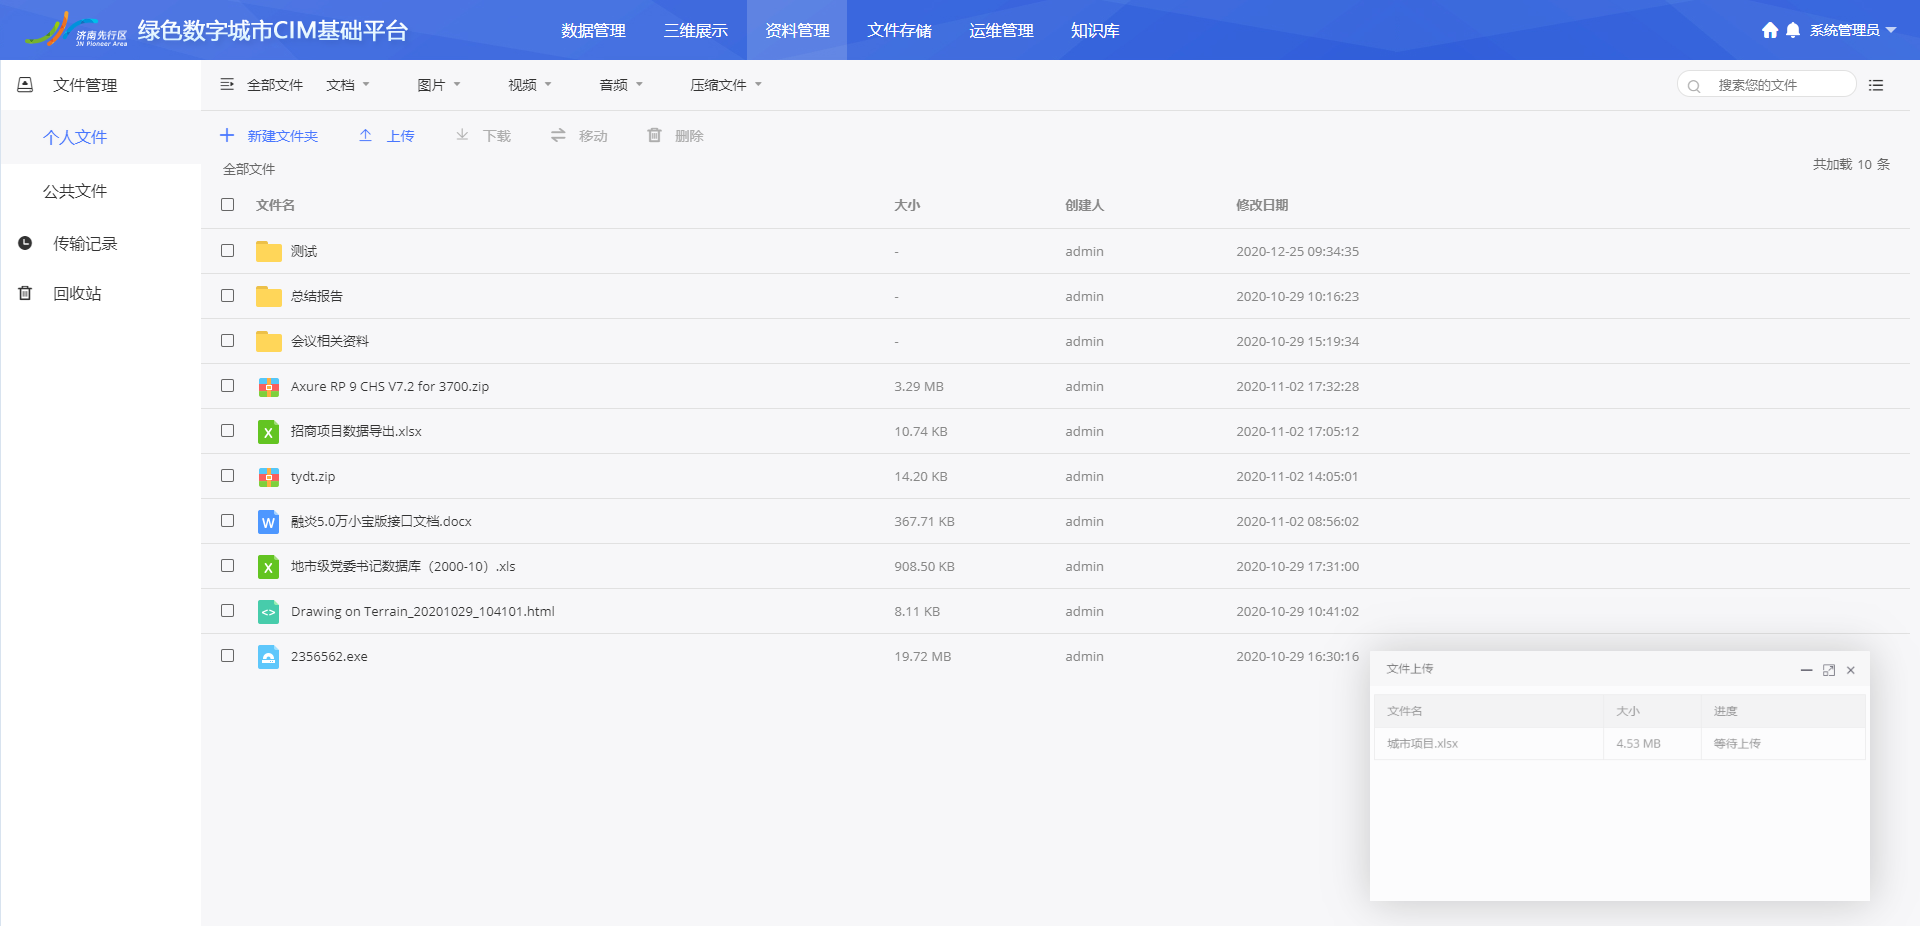 济南先行区
JN Pioneer Area
绿色数字城市CIM基础平台 数据管理 三维展示 资料管理 文件存储 运维管理 知识库 系统管理员
文件管理
个人文件
公共文件
传输记录
回收站
全部文件 文档 图片 视频 音频 压缩文件 搜索您的文件
新建文件夹 上传 下载 移动 删除
全部文件 共加载 10 条
文件名 大小 创建人 修改日期
测试 - admin 2020-12-25 09:34:35
总结报告 - admin 2020-10-29 10:16:23
会议相关资料 - admin 2020-10-29 15:19:34
Axure RP 9 CHS V7.2 for 3700.zip 3.29 MB admin 2020-11-02 17:32:28
招商项目数据导出.xlsx 10.74 KB admin 2020-11-02 17:05:12
tydt.zip 14.20 KB admin 2020-11-02 14:05:01
融炎5.0万小宝版接口文档.docx 367.71 KB admin 2020-11-02 08:56:02
地市级党委书记数据库（2000-10）.xls 908.50 KB admin 2020-10-29 17:31:00
Drawing on Terrain_20201029_104101.html 8.11 KB admin 2020-10-29 10:41:02
2356562.exe 19.72 MB admin 2020-10-29 16:30:16
文件上传
文件名 大小 进度
城市项目.xlsx 4.53 MB 等待上传